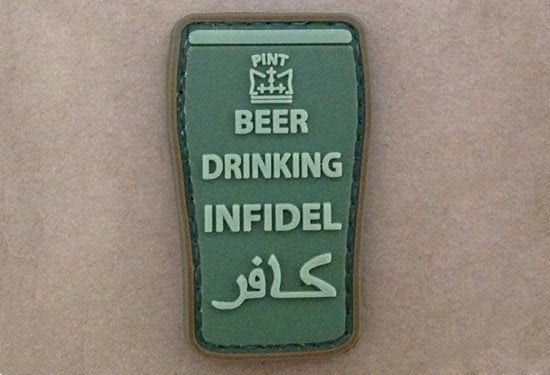 PINT
BEER
DRINKING
INFIDEL
كافر